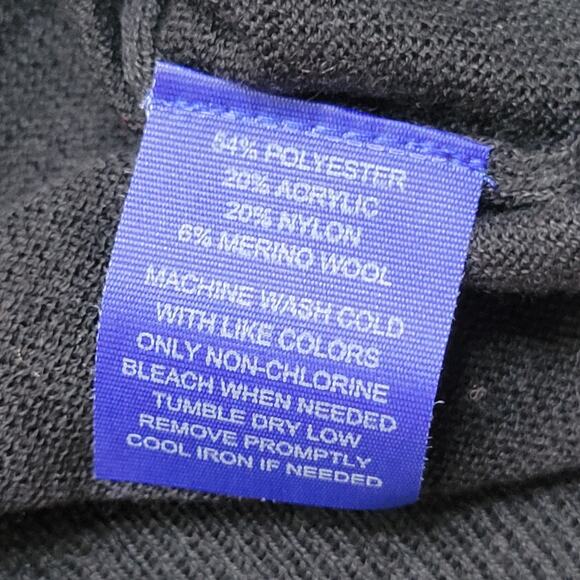 54% POLYESTER
20% ACRYLIC
20% NYLON
6% MERINO WOOL
MACHINE WASH COLD
WITH LIKE COLORS
ONLY NON-CHLORINE
BLEACH WHEN NEEDED
TUMBLE DRY LOW
REMOVE PROMPTLY
COOL IRON IF NEEDED